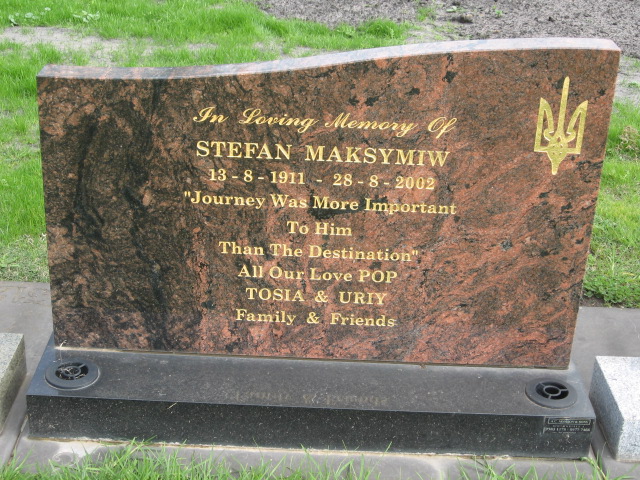 In Loving Memory Of
STEFAN MAKSYMIW
13 - 8 - 1911 - 28 - 8 - 2002
"Journey Was More Important
To Him
Than The Destination"
All Our Love POP
TOSIA & URIY
Family & Friends